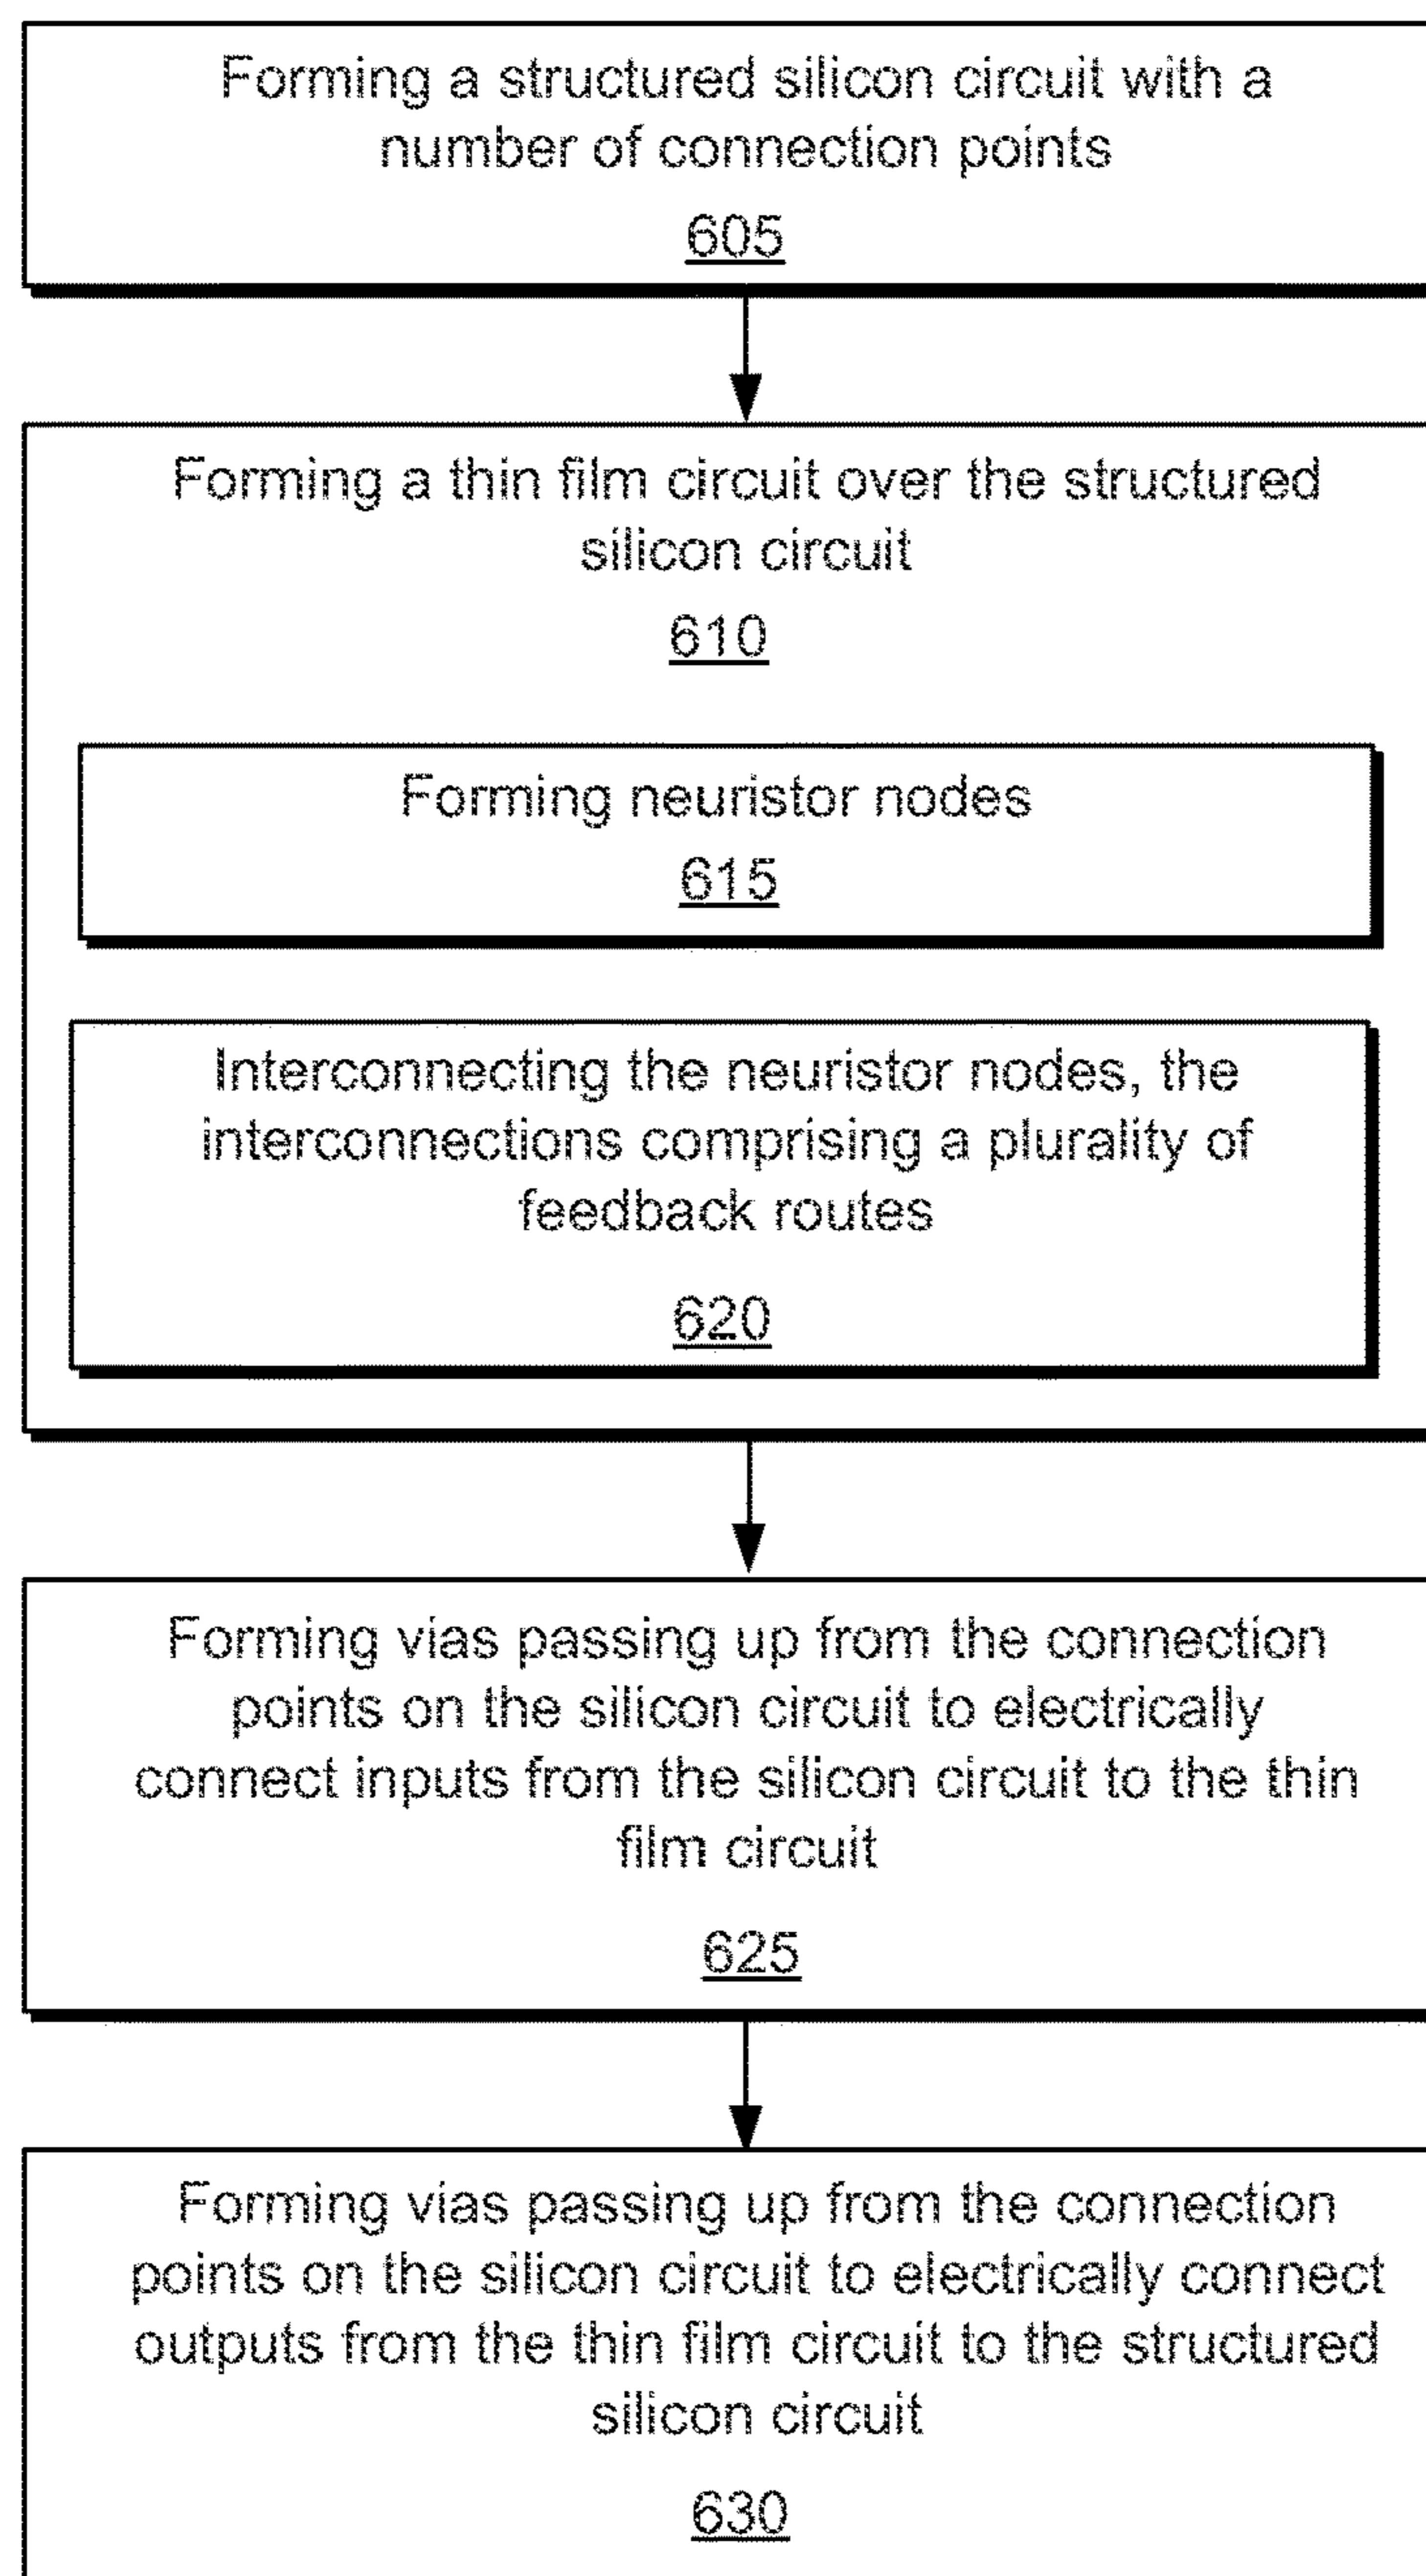 Forming a structured silicon circuit with a
number of connection points
605
Forming a thin film circuit over the structured
silicon circuit
610
Forming neuristor nodes
615
Interconnecting the neuristor nodes, the
interconnections comprising a plurality of
feedback routes
620
Forming vias passing up from the connection
points on the silicon circuit to electrically
connect inputs from the silicon circuit to the thin
film circuit
625
Forming vias passing up from the connection
points on the silicon circuit to electrically connect
outputs from the thin film circuit to the structured
silicon circuit
630